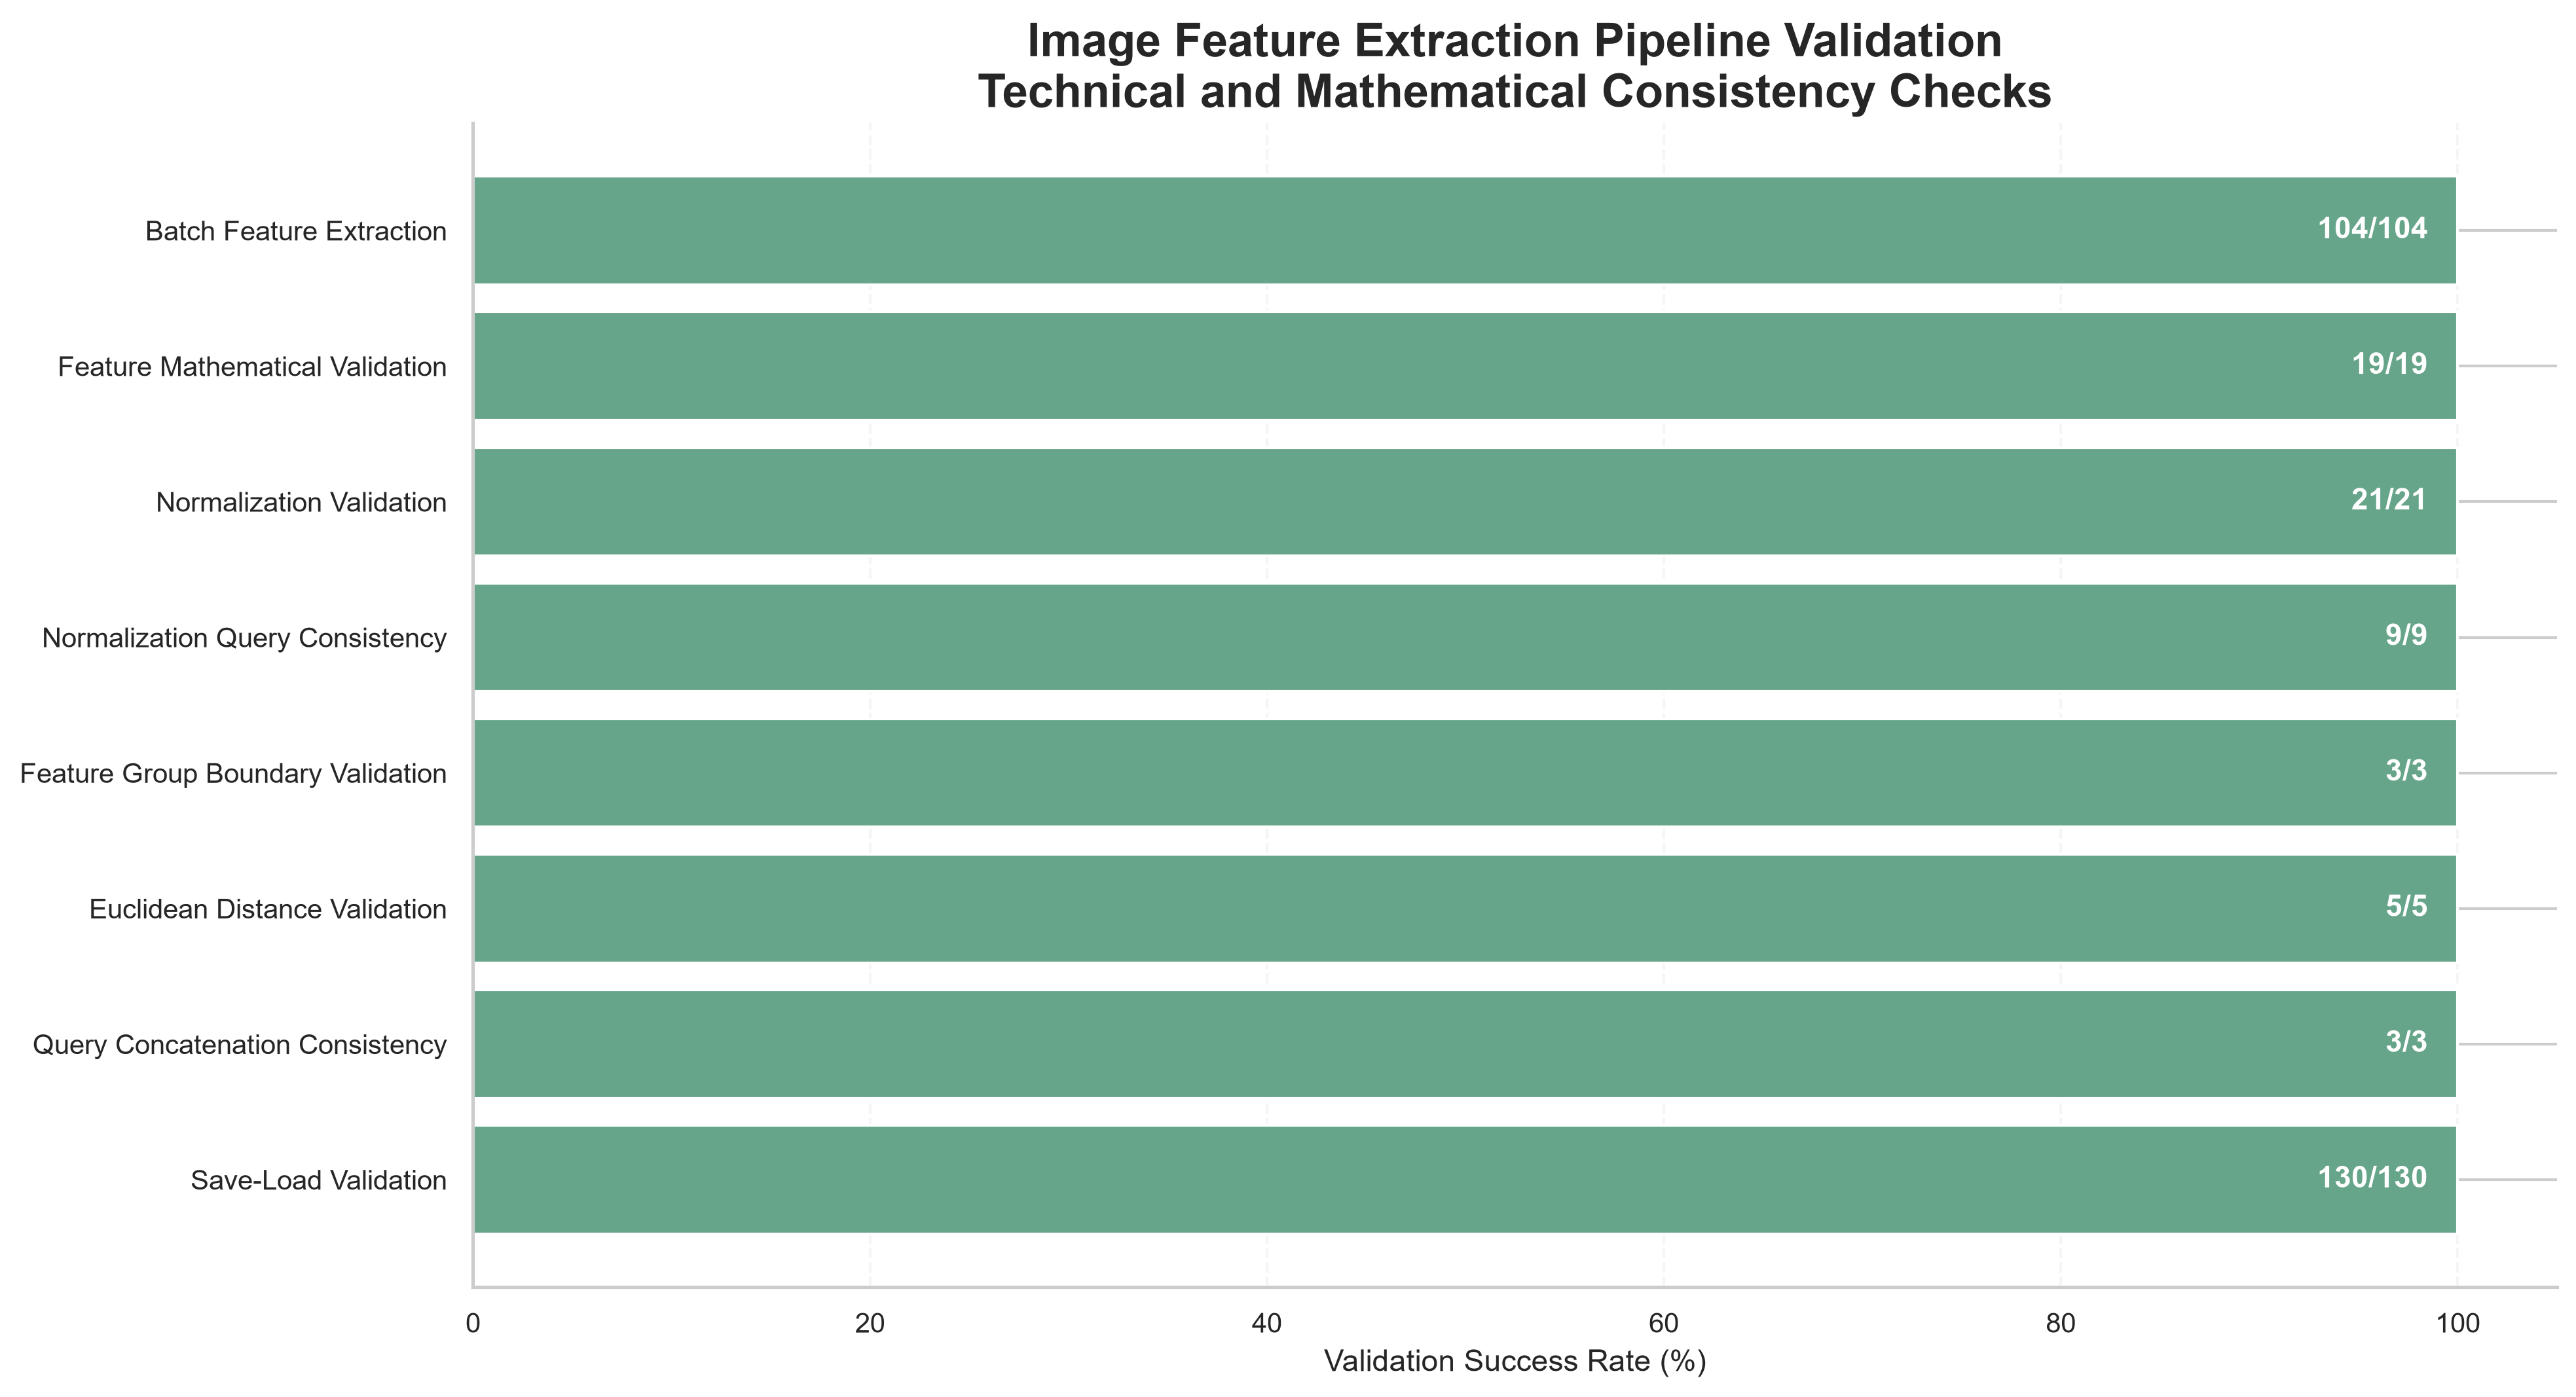 Image Feature Extraction Pipeline Validation
Technical and Mathematical Consistency Checks
Batch Feature Extraction
104/104
Feature Mathematical Validation
19/19
Normalization Validation
21/21
Normalization Query Consistency
9/9
Feature Group Boundary Validation
3/3
Euclidean Distance Validation
5/5
Query Concatenation Consistency
3/3
Save-Load Validation
130/130
0 20 40 60 80 100
Validation Success Rate (%)